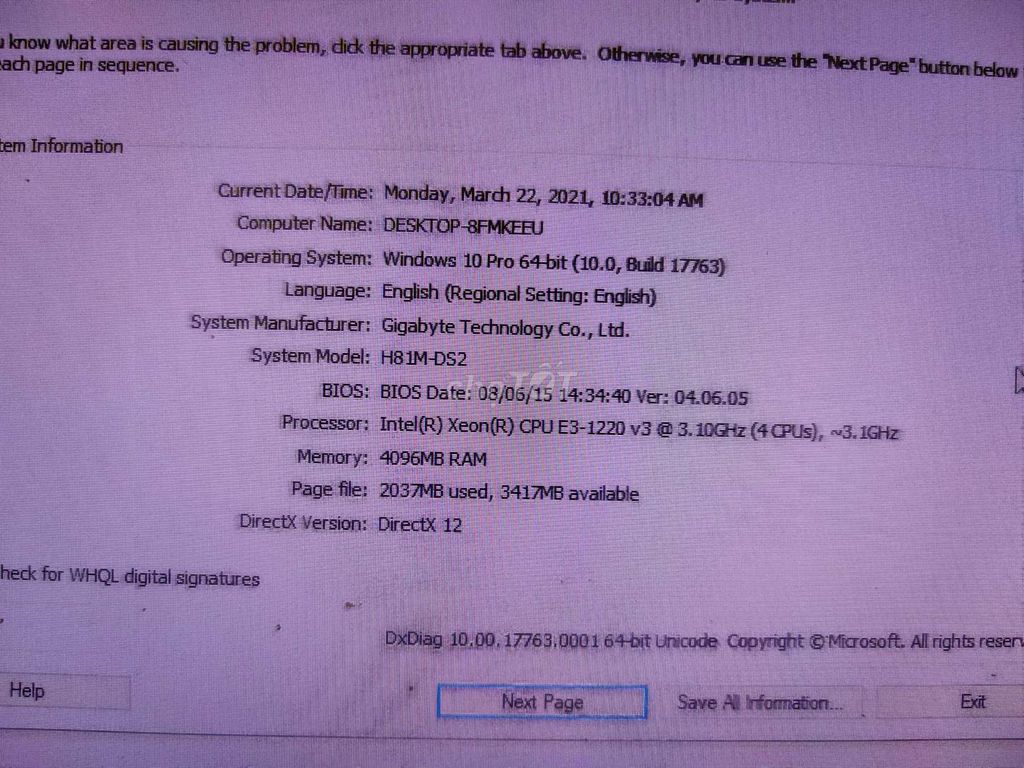 know what area is causing the problem, click the appropriate tab above. Otherwise, you can use the "Next Page" button below
each page in sequence.
tem Information
Current Date/Time: Monday, March 22, 2021, 10:33:04 AM
Computer Name: DESKTOP-8FMKEEU
Operating System: Windows 10 Pro 64-bit (10.0, Build 17763)
Language: English (Regional Setting: English)
System Manufacturer: Gigabyte Technology Co., Ltd.
System Model: H81M-DS2
chợTỐT
BIOS: BIOS Date: 08/06/15 14:34:40 Ver: 04.06.05
Processor: Intel(R) Xeon(R) CPU E3-1220 v3 @ 3.10GHz (4 CPUs), ~3.1GHz
Memory: 4096MB RAM
Page file: 2037MB used, 3417MB available
DirectX Version: DirectX 12
heck for WHQL digital signatures
DxDiag 10.00.17763.0001 64-bit Unicode Copyright © Microsoft. All rights reserv
Help
Next Page
Save All Information...
Exit